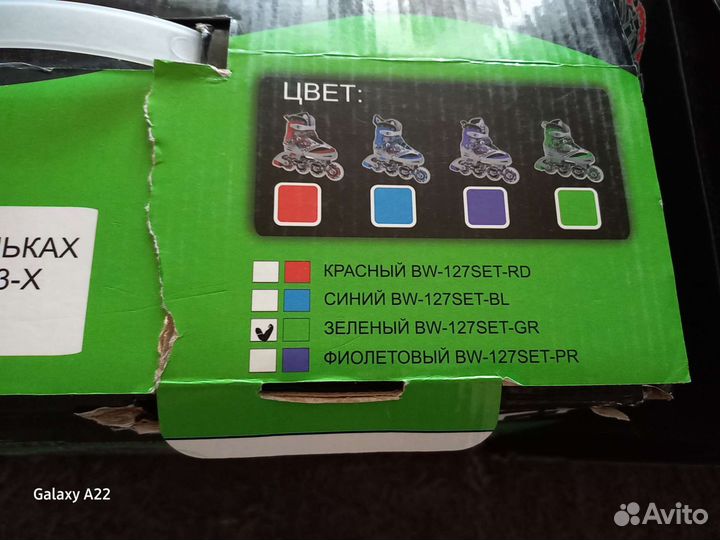 ЦВЕТ:
ЬКАХ
3-Х
КРАСНЫЙ BW-127SET-RD
СИНИЙ BW-127SET-BL
ЗЕЛЕНЫЙ BW-127SET-GR
ФИОЛЕТОВЫЙ BW-127SET-PR
Galaxy A22
Avito